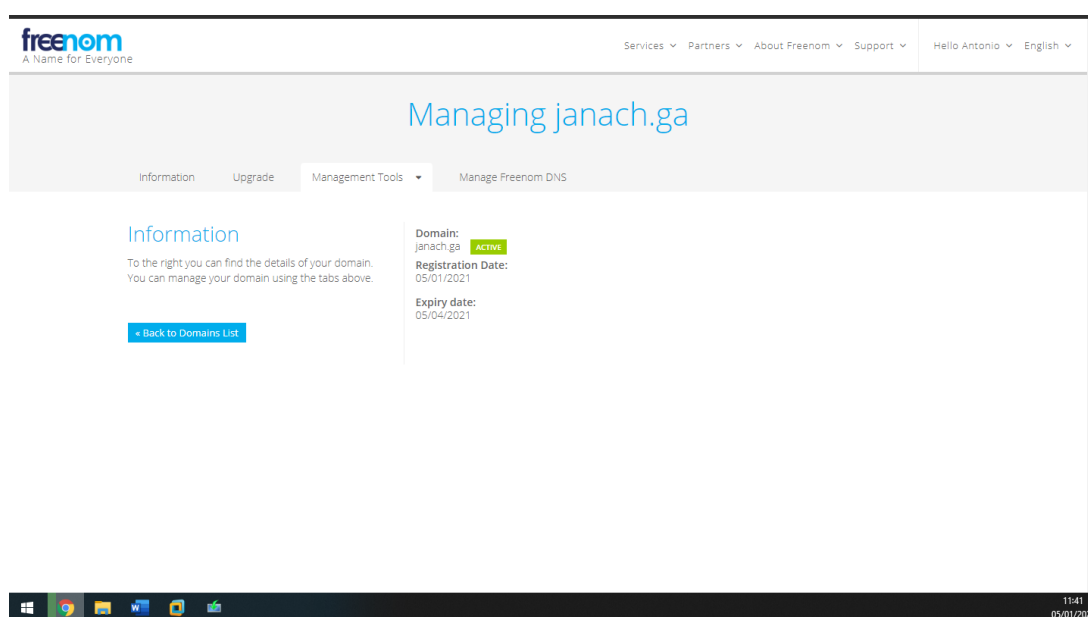 freenom
A Name for Everyone
Services Partners About Freenom Support Hello Antonio English
Managing janach.ga
Information Upgrade Management Tools Manage Freenom DNS
Information
To the right you can find the details of your domain.
You can manage your domain using the tabs above.
« Back to Domains List
Domain:
janach.ga ACTIVE
Registration Date:
05/01/2021
Expiry date:
05/04/2021
11:41
05/01/202